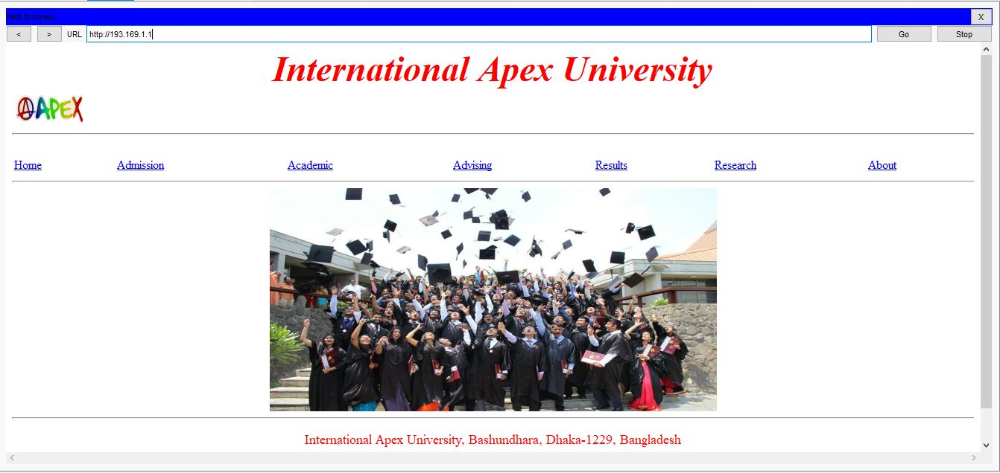 Web Browser X
< > URL http://193.169.1.1 Go Stop
International Apex University
APEX
Home Admission Academic Advising Results Research About
International Apex University, Bashundhara, Dhaka-1229, Bangladesh